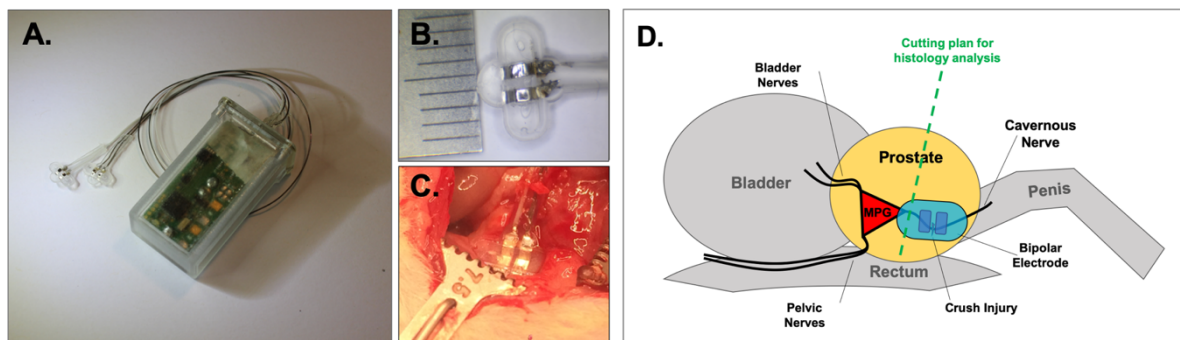 A.
B.
C.
D.
Cutting plan for
histology analysis
Bladder
Nerves
Cavernous
Nerve
Prostate
Bladder
Penis
MPG
Bipolar
Electrode
Rectum
Pelvic
Nerves
Crush Injury